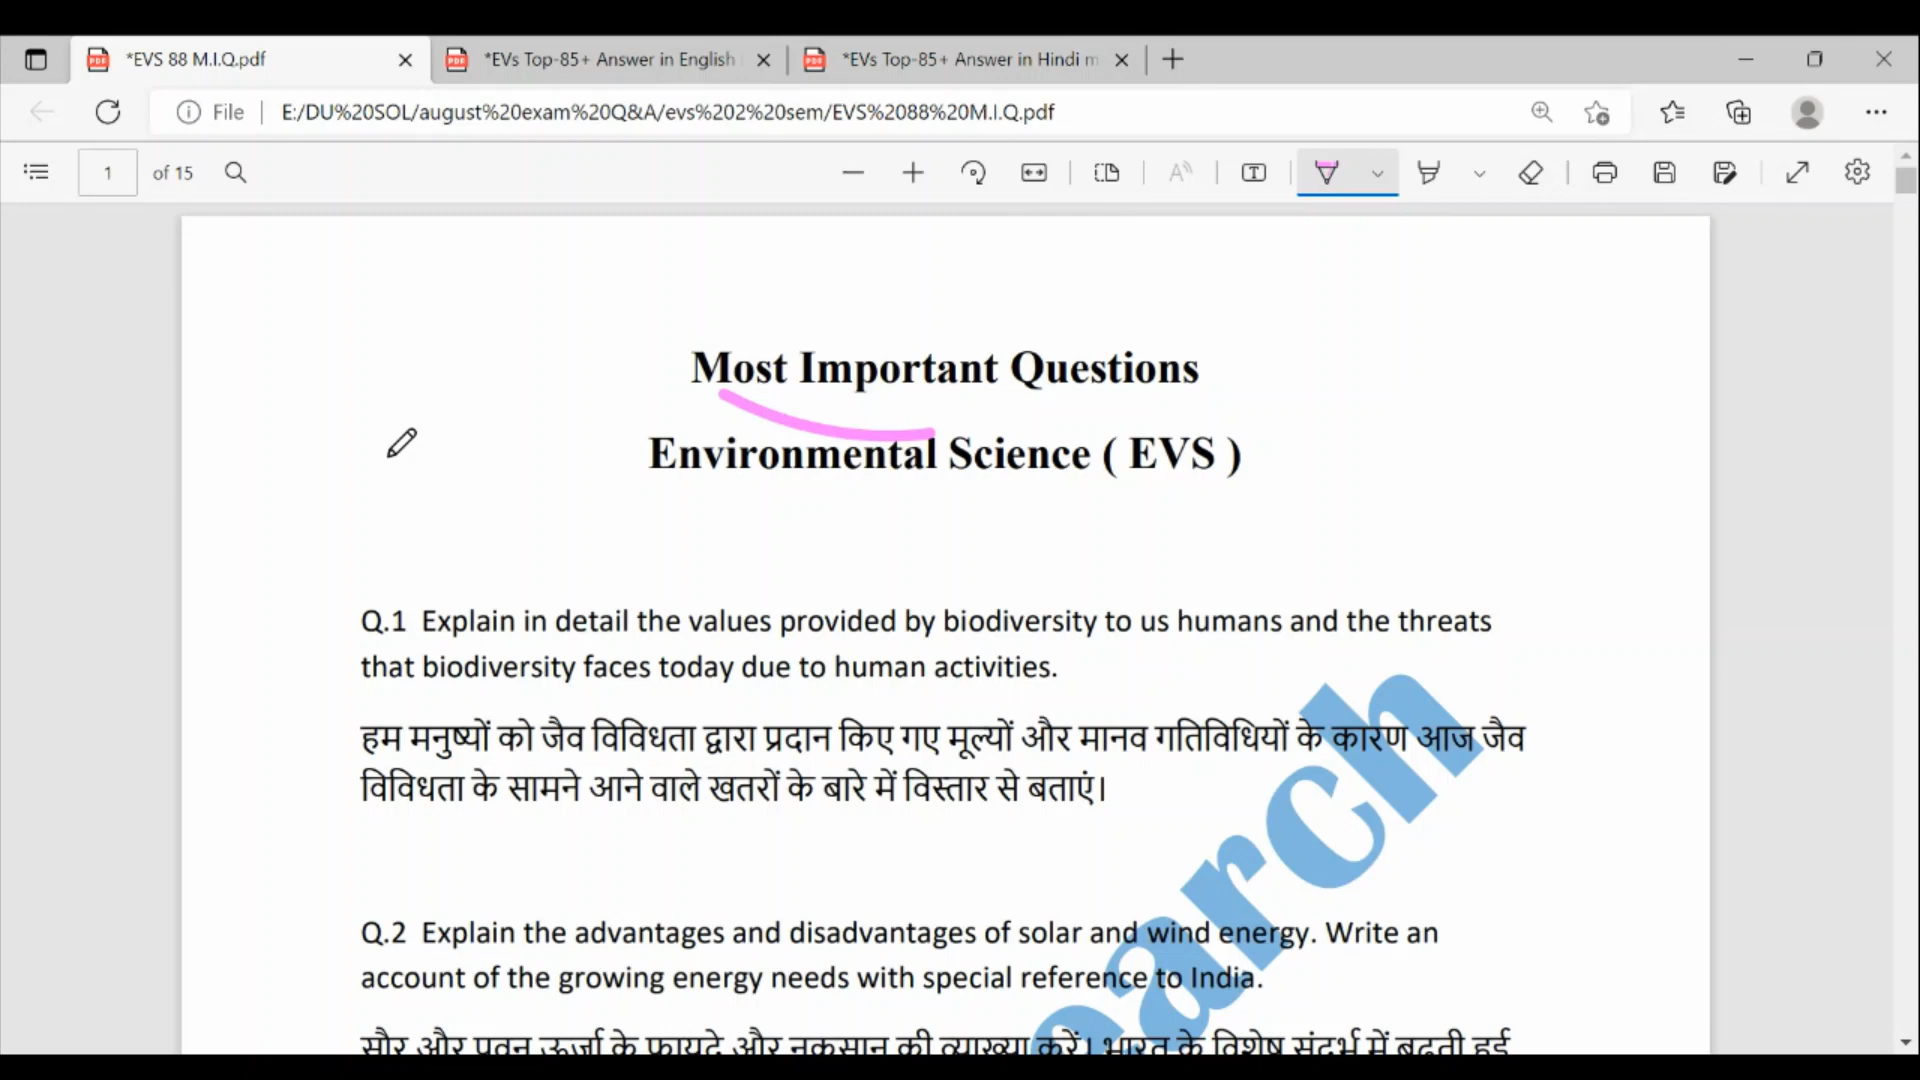 *EVS 88 M.I.Q.pdf
*EVs Top-85+ Answer in English
*EVs Top-85+ Answer in Hindi m
File
E:/DU%20SOL/august%20exam%20Q&A/evs%202%20sem/EVS%2088%20M.I.Q.pdf
1 of 15
Most Important Questions
Environmental Science ( EVS )
Q.1 Explain in detail the values provided by biodiversity to us humans and the threats
that biodiversity faces today due to human activities.
हम मनुष्यों को जैव विविधता द्वारा प्रदान किए गए मूल्यों और मानव गतिविधियों के कारण आज जैव
विविधता के सामने आने वाले खतरों के बारे में विस्तार से बताएं।
Q.2 Explain the advantages and disadvantages of solar and wind energy. Write an
account of the growing energy needs with special reference to India.
सौर और पवन ऊर्जा के फायदे और नुकसान की व्याख्या करें। भारत के विशेष संदर्भ में बढ़ती हुई
earch